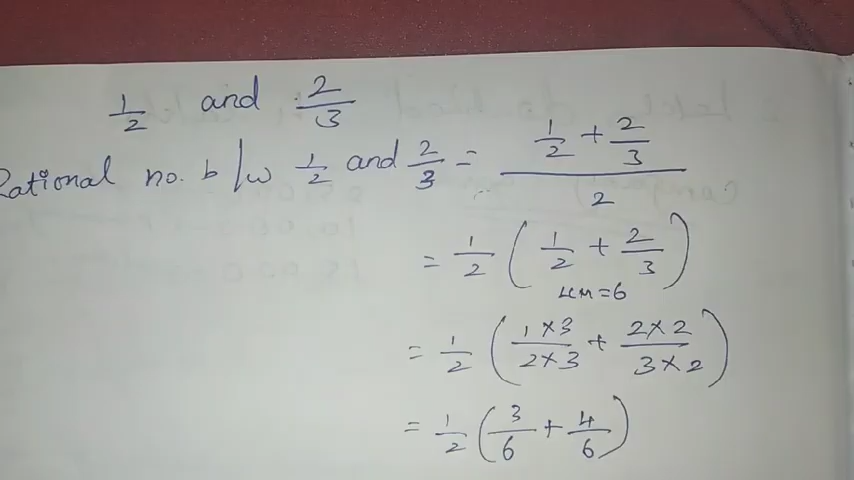 1/2 and 2/3
Rational no. b/w 1/2 and 2/3 = (1/2 + 2/3) / 2
= 1/2 ( 1/2 + 2/3 )
LCM = 6
= 1/2 ( 1×3/2×3 + 2×2/3×2 )
= 1/2 ( 3/6 + 4/6 )